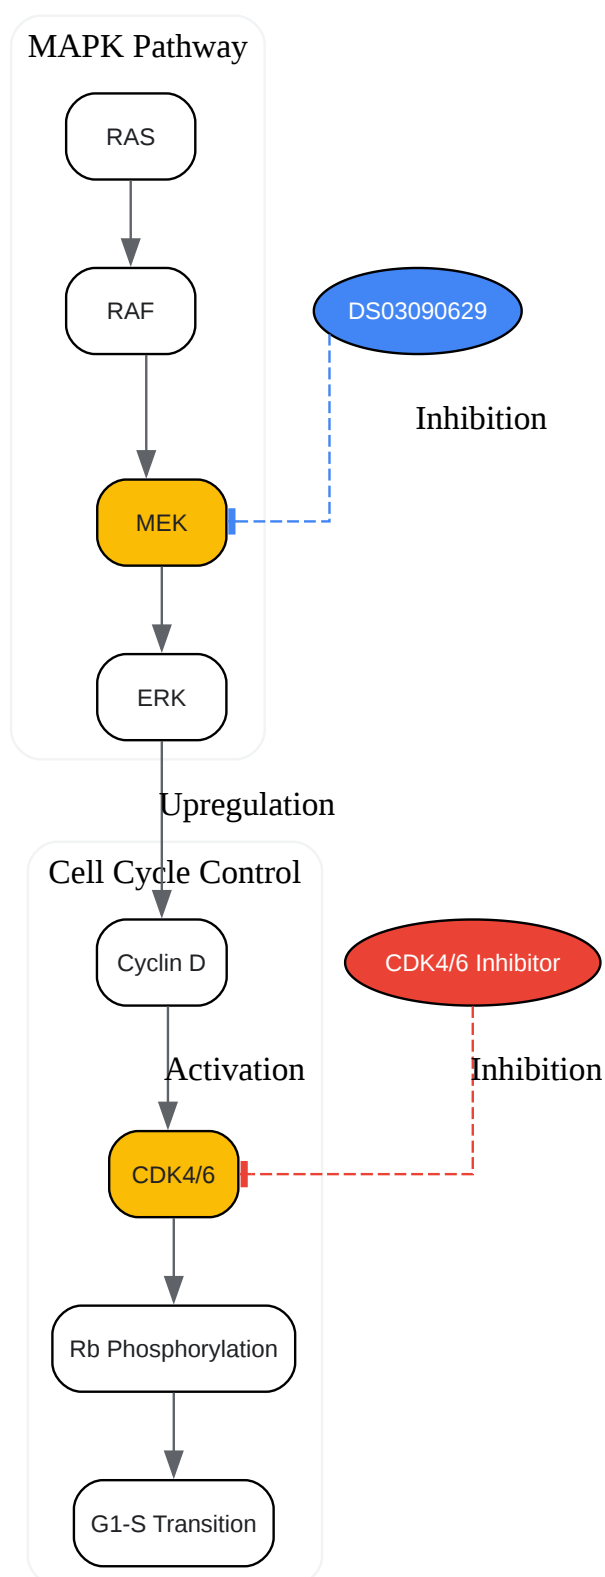 MAPK Pathway
RAS
RAF
DS03090629
Inhibition
MEK
ERK
Upregulation
Cell Cycle Control
Cyclin D
CDK4/6 Inhibitor
Activation
Inhibition
CDK4/6
Rb Phosphorylation
G1-S Transition